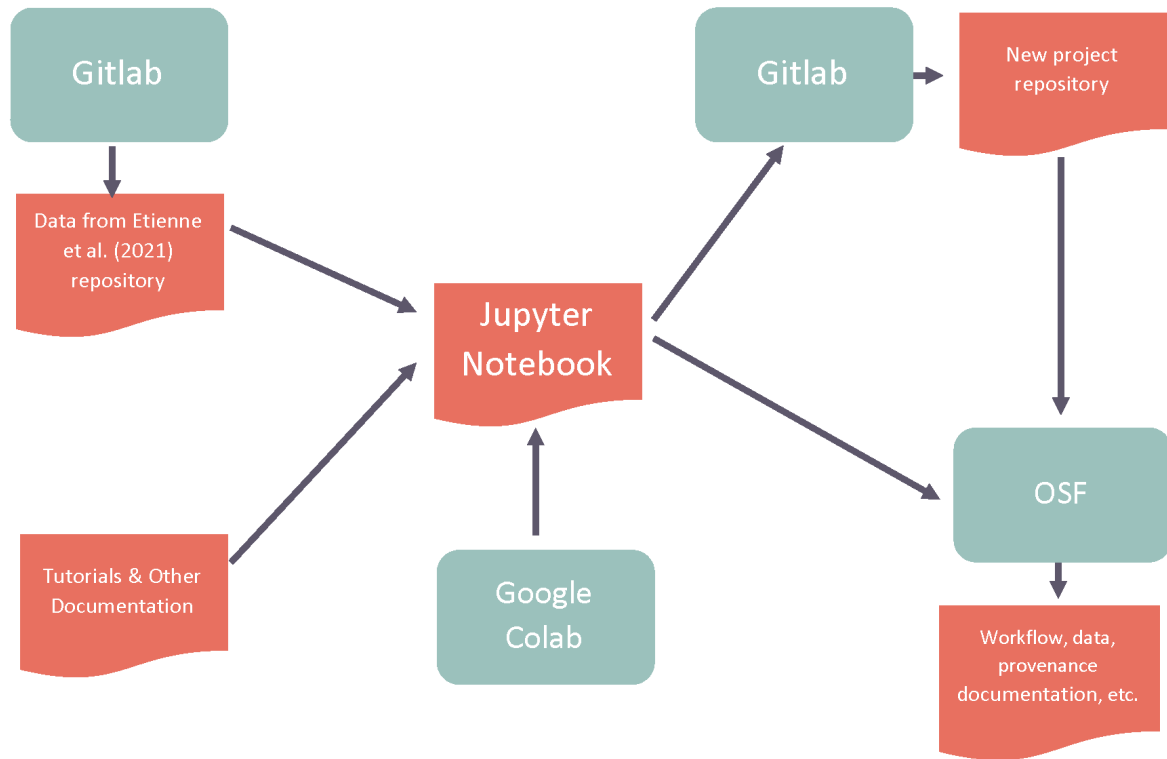 Gitlab
Data from Etienne
et al. (2021)
repository
Tutorials & Other
Documentation
Jupyter
Notebook
Google
Colab
Gitlab
New project
repository
OSF
Workflow, data,
provenance
documentation, etc.